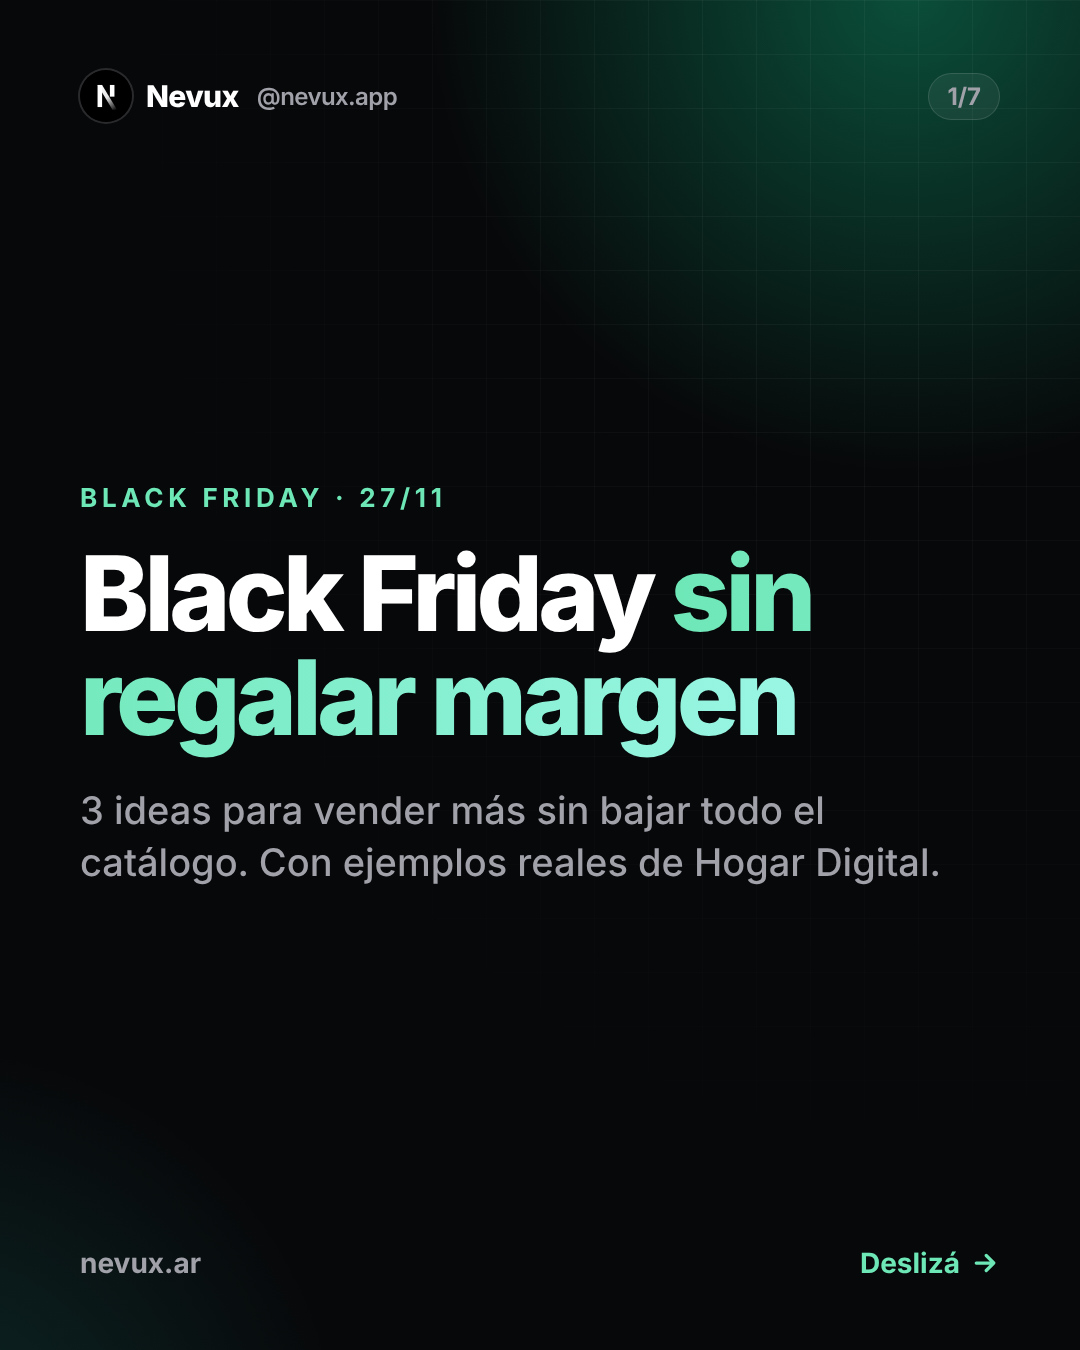 N Nevux @nevux.app 1/7
BLACK FRIDAY · 27/11
Black Friday sin
regalar margen
3 ideas para vender más sin bajar todo el
catálogo. Con ejemplos reales de Hogar Digital.
nevux.ar Deslizá →